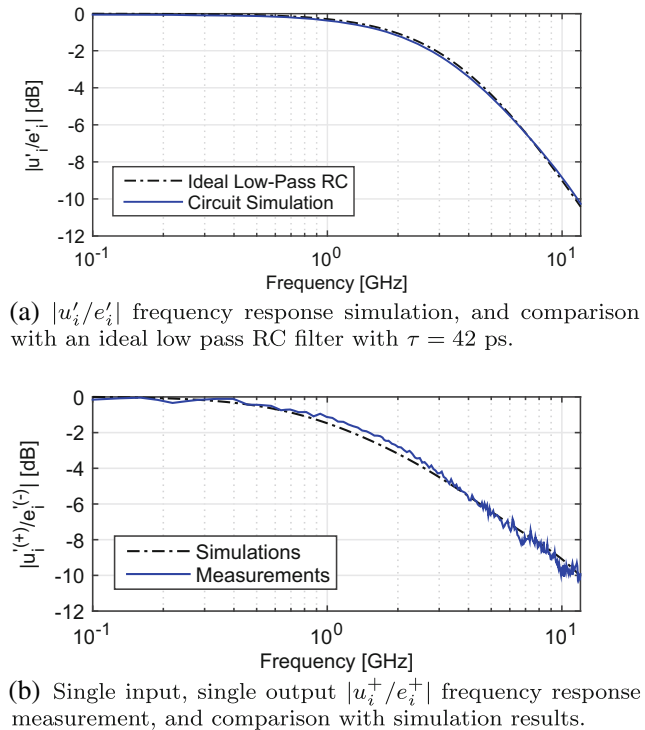 0
-2
-4
-6
-8
-10
-12
|u'i/e'i| [dB]
Ideal Low-Pass RC
Circuit Simulation
10-1
100
101
Frequency [GHz]
(a) |u′i/e′i| frequency response simulation, and comparison
with an ideal low pass RC filter with τ = 42 ps.
0
-2
-4
-6
-8
-10
-12
|ui'(+)/ei'(-)| [dB]
Simulations
Measurements
10-1
100
101
Frequency [GHz]
(b) Single input, single output |u+i/e+i| frequency response
measurement, and comparison with simulation results.